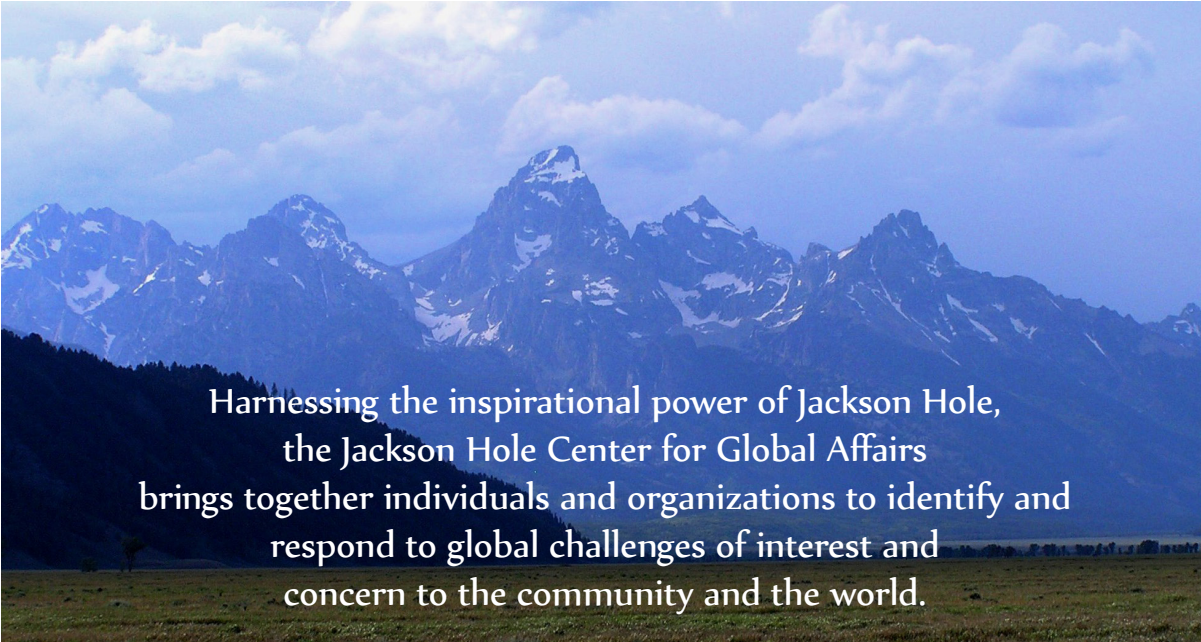 Harnessing the inspirational power of Jackson Hole,
the Jackson Hole Center for Global Affairs
brings together individuals and organizations to identify and
respond to global challenges of interest and
concern to the community and the world.